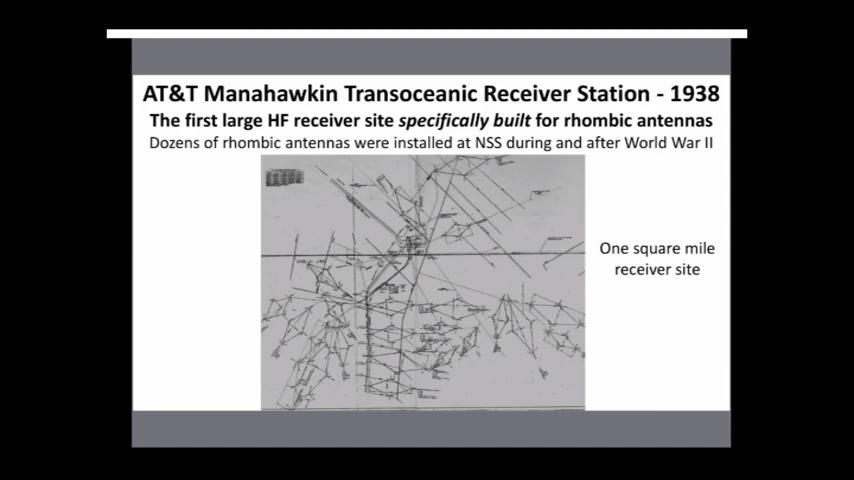 AT&T Manahawkin Transoceanic Receiver Station - 1938
The first large HF receiver site specifically built for rhombic antennas
Dozens of rhombic antennas were installed at NSS during and after World War II
One square mile
receiver site